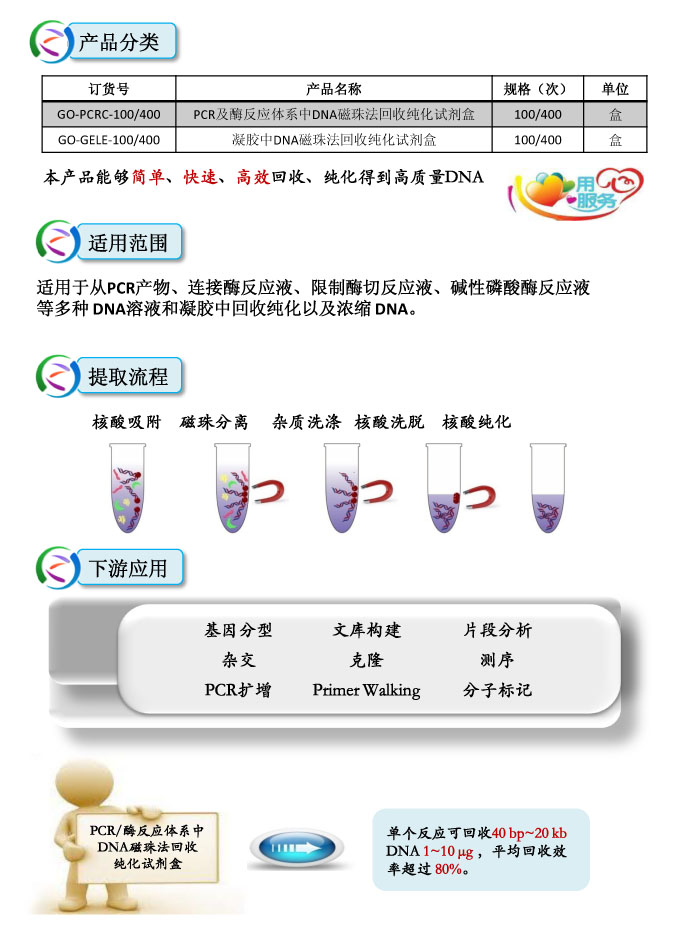 产品分类
订货号 产品名称 规格（次） 单位
GO-PCRC-100/400 PCR及酶反应体系中DNA磁珠法回收纯化试剂盒 100/400 盒
GO-GELE-100/400 凝胶中DNA磁珠法回收纯化试剂盒 100/400 盒
本产品能够简单、快速、高效回收、纯化得到高质量DNA
用心
服务
适用范围
适用于从PCR产物、连接酶反应液、限制酶切反应液、碱性磷酸酶反应液
等多种 DNA溶液和凝胶中回收纯化以及浓缩 DNA。
提取流程
核酸吸附 磁珠分离 杂质洗涤 核酸洗脱 核酸纯化
下游应用
基因分型 文库构建 片段分析
杂交 克隆 测序
PCR扩增 Primer Walking 分子标记
PCR/酶反应体系中
DNA磁珠法回收
纯化试剂盒
单个反应可回收40 bp~20 kb
DNA 1~10 μg ，平均回收效
率超过 80%。